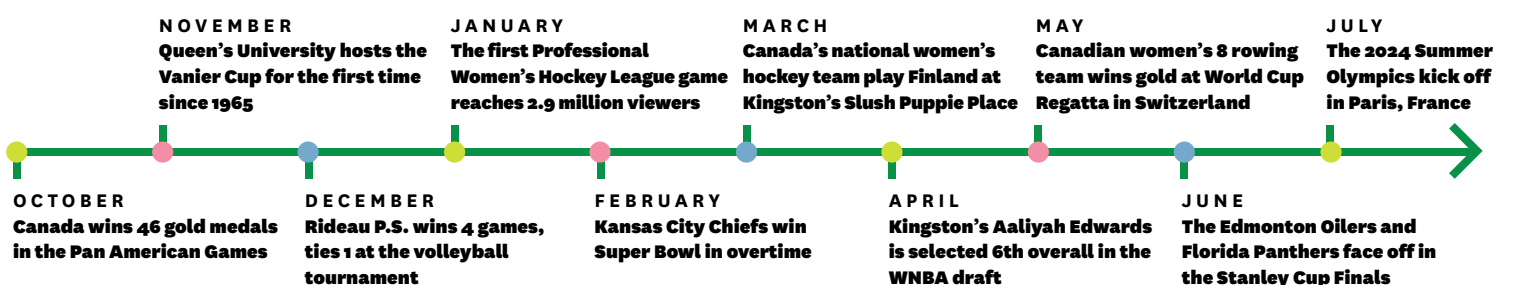 NOVEMBER
Queen’s University hosts the
Vanier Cup for the first time
since 1965
JANUARY
The first Professional
Women’s Hockey League game
reaches 2.9 million viewers
MARCH
Canada’s national women’s
hockey team play Finland at
Kingston’s Slush Puppie Place
MAY
Canadian women’s 8 rowing
team wins gold at World Cup
Regatta in Switzerland
JULY
The 2024 Summer
Olympics kick off
in Paris, France
OCTOBER
Canada wins 46 gold medals
in the Pan American Games
DECEMBER
Rideau P.S. wins 4 games,
ties 1 at the volleyball
tournament
FEBRUARY
Kansas City Chiefs win
Super Bowl in overtime
APRIL
Kingston’s Aaliyah Edwards
is selected 6th overall in the
WNBA draft
JUNE
The Edmonton Oilers and
Florida Panthers face off in
the Stanley Cup Finals